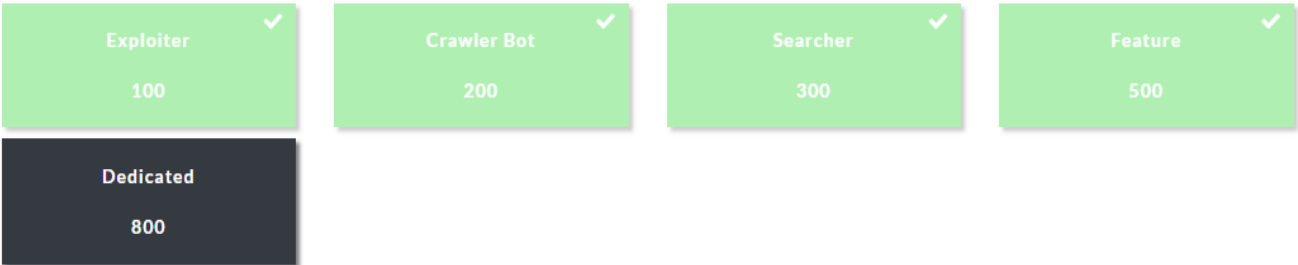 Exploiter
100
Crawler Bot
200
Searcher
300
Feature
500
Dedicated
800